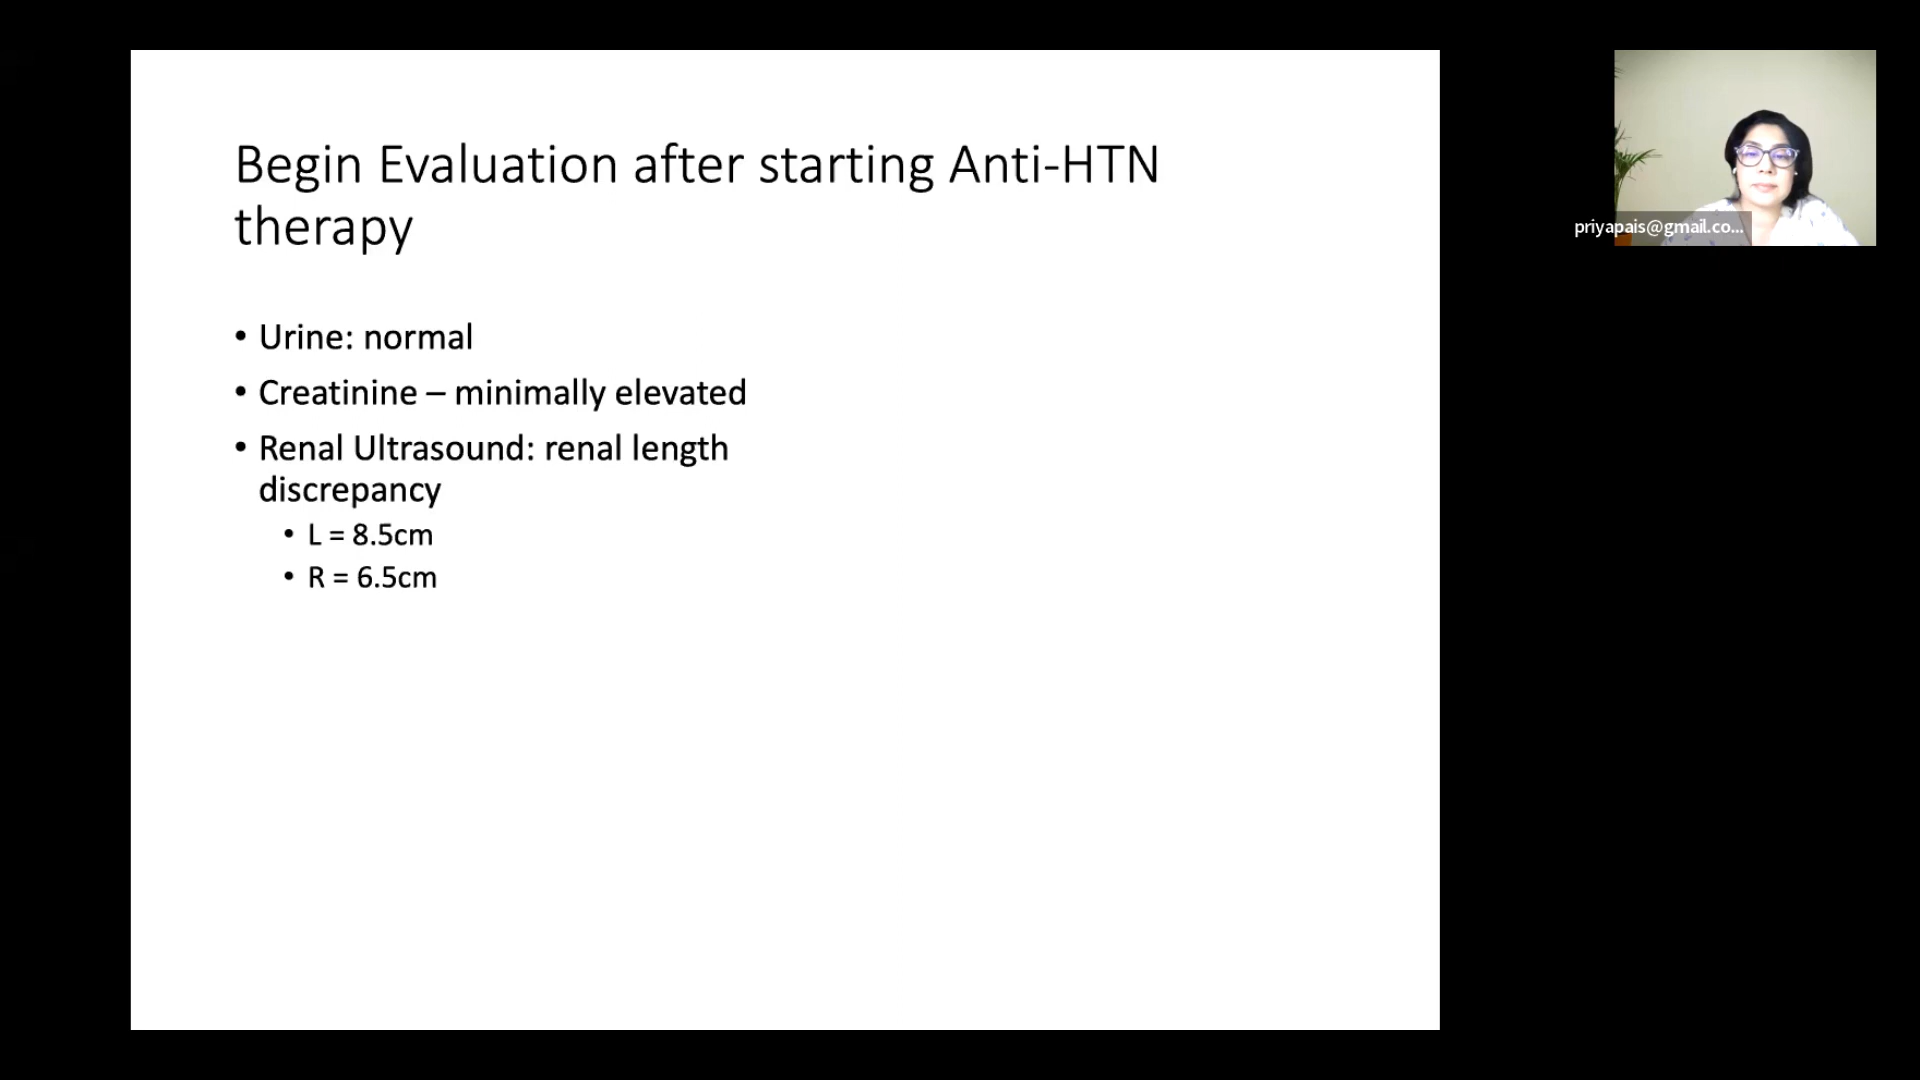 Begin Evaluation after starting Anti-HTN
therapy
• Urine: normal
• Creatinine – minimally elevated
• Renal Ultrasound: renal length
discrepancy
• L = 8.5cm
• R = 6.5cm
priyapais@gmail.co...